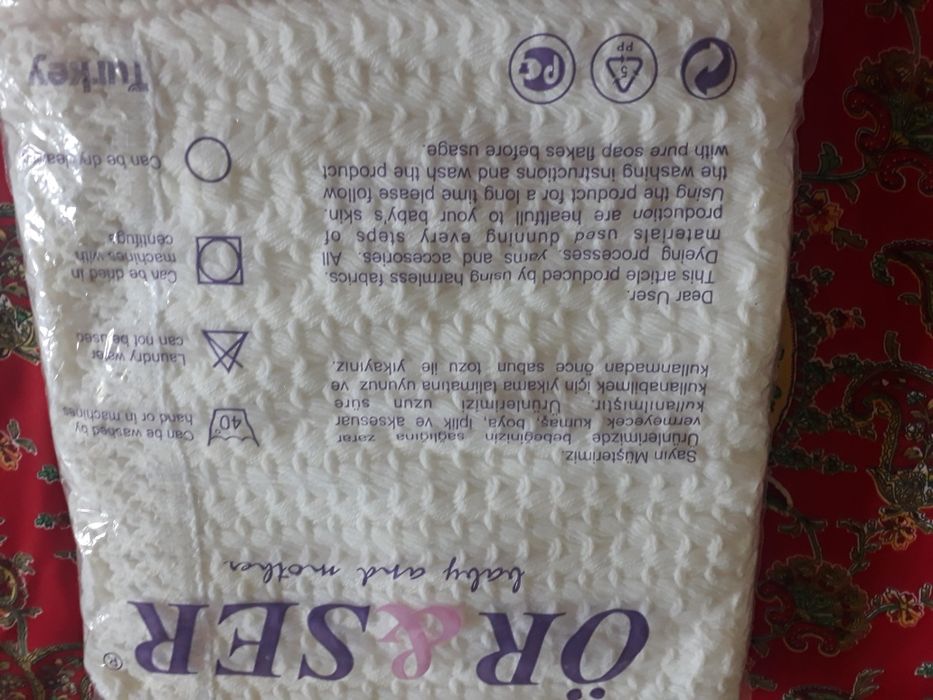 ÖR&SER®
baby and mother
Sayın Müşterimiz.
Ürünlerimizde bebeğinizin sağlığına zarar
vermeyecek kumaş, boya, iplik ve aksesuar
kullanılmıştır. Ürünlerimizi uzun süre
kullanabilmek için yıkama talimatına uyunuz ve
kullanmadan önce sabun tozu ile yıkayınız.
Dear User.
This article produced by using harmless fabrics.
Dyeing processes, yarns and accesories. All
materials used dunning every steps of
production are healtfull to your baby's skin.
Using the product for a long time please follow
the washing instructions and wash the product
with pure soap flakes before usage.
40°
Can be washed by
hand or in machines
Laundry water
can not be used
Can be dried in
machines with
centifugs
Can be dry clean
5
PP
PC
Turkey